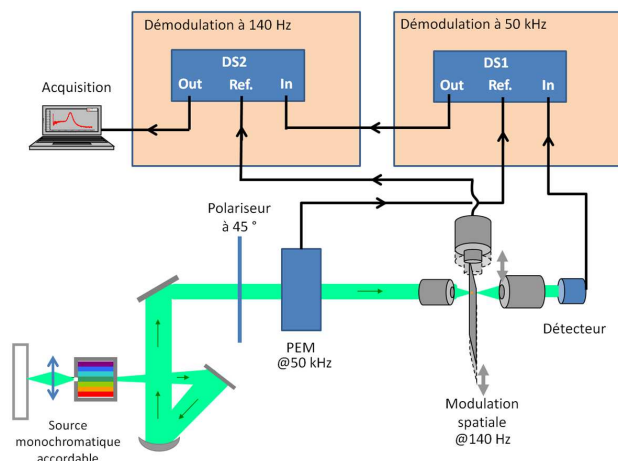 Démodulation à 140 Hz
Démodulation à 50 kHz
DS2
Out Ref. In
DS1
Out Ref. In
Acquisition
Polariseur
à 45 °
PEM
@50 kHz
Détecteur
Modulation
spatiale
@140 Hz
Source
monochromatique
accordable